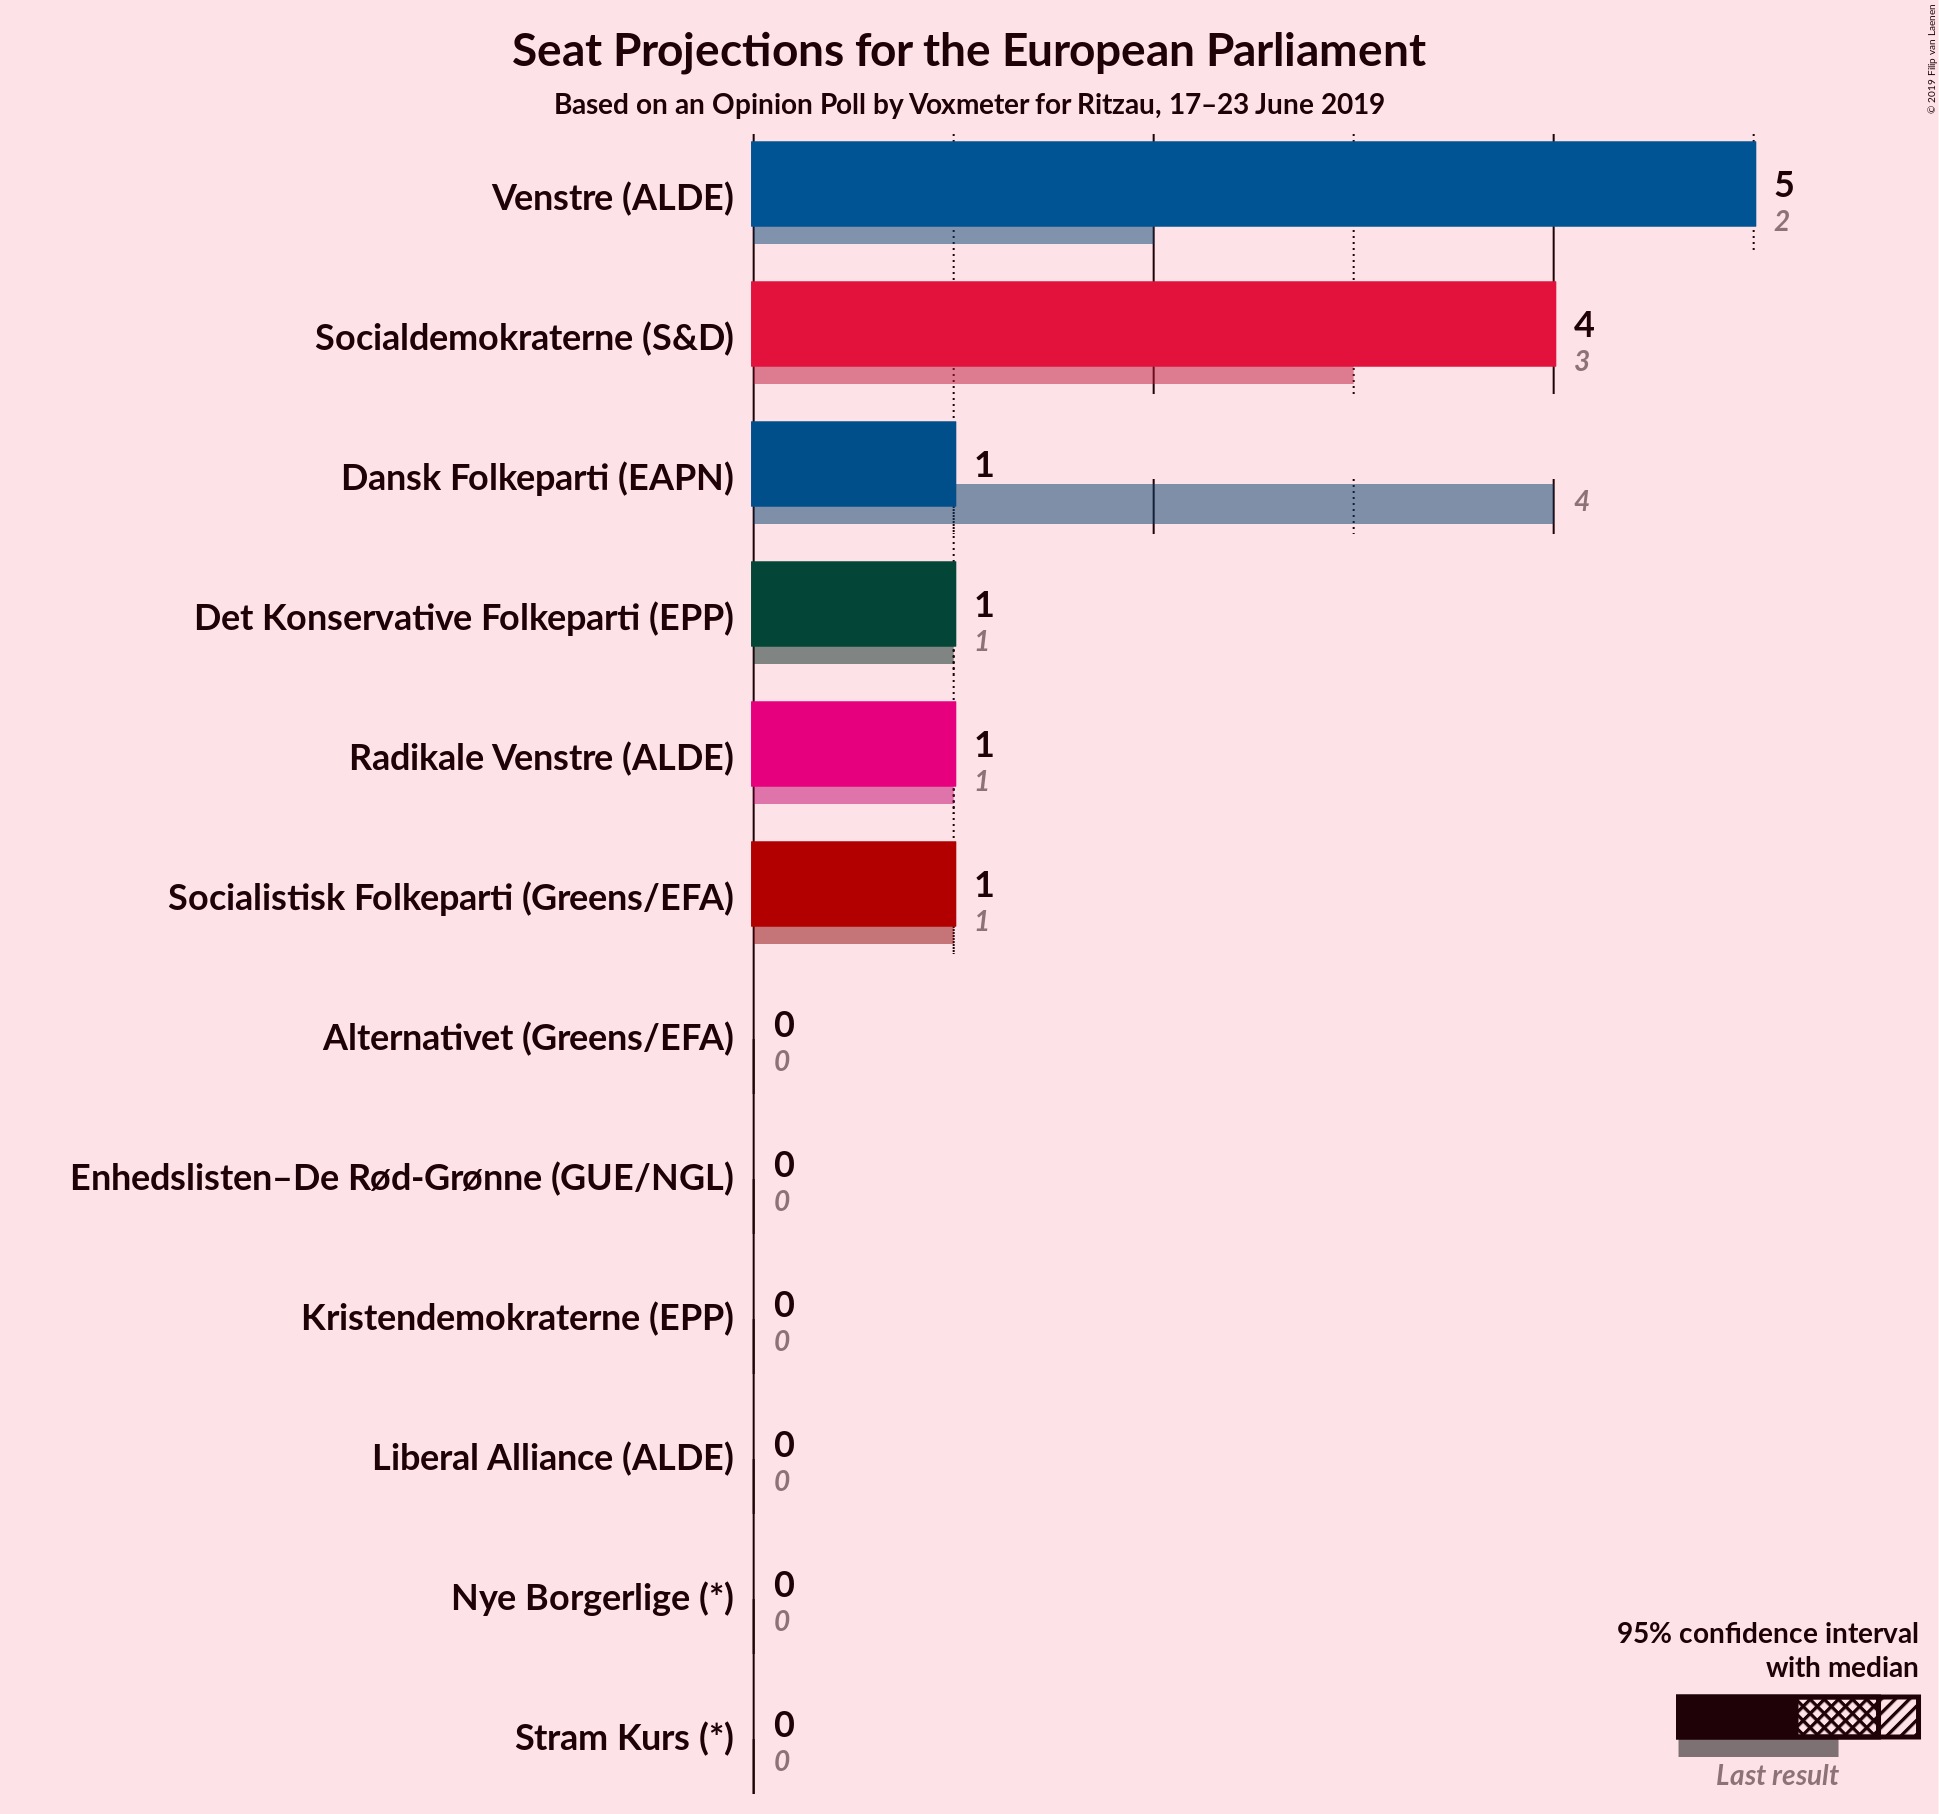 Seat Projections for the European Parliament
Based on an Opinion Poll by Voxmeter for Ritzau, 17–23 June 2019
© 2019 Filip van Laenen
Venstre (ALDE)
5
2
Socialdemokraterne (S&D)
4
3
Dansk Folkeparti (EAPN)
1
4
Det Konservative Folkeparti (EPP)
1
1
Radikale Venstre (ALDE)
1
1
Socialistisk Folkeparti (Greens/EFA)
1
1
Alternativet (Greens/EFA)
0
0
Enhedslisten–De Rød-Grønne (GUE/NGL)
0
0
Kristendemokraterne (EPP)
0
0
Liberal Alliance (ALDE)
0
0
Nye Borgerlige (*)
0
0
Stram Kurs (*)
0
0
95% confidence interval
with median
Last result